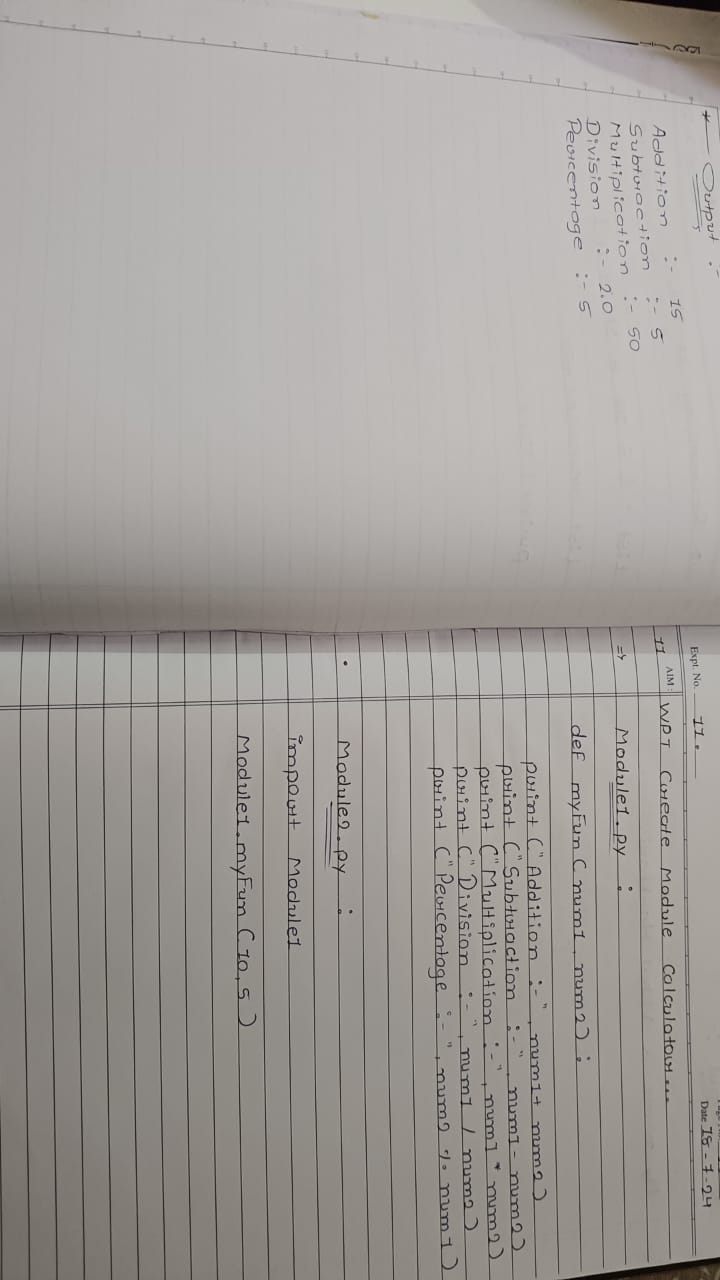 * Output :-
Addition :- 15
Subtraction :- 5
Multiplication :- 50
Division :- 2.0
Percentage :- 5
Expt. No. 11.
Date 18-7-24
11 AIM: WPT Create Module Calculator...
=> Module1.py :
def myFun(num1, num2):
print("Addition :-", num1+ num2)
print("Subtraction :-", num1- num2)
print("Multiplication :-", num1 * num2)
print("Division :-", num1 / num2)
print("Percentage :-", num2 % num1)
• Module2.py :
import Module1
Module1.myFun(10,5)